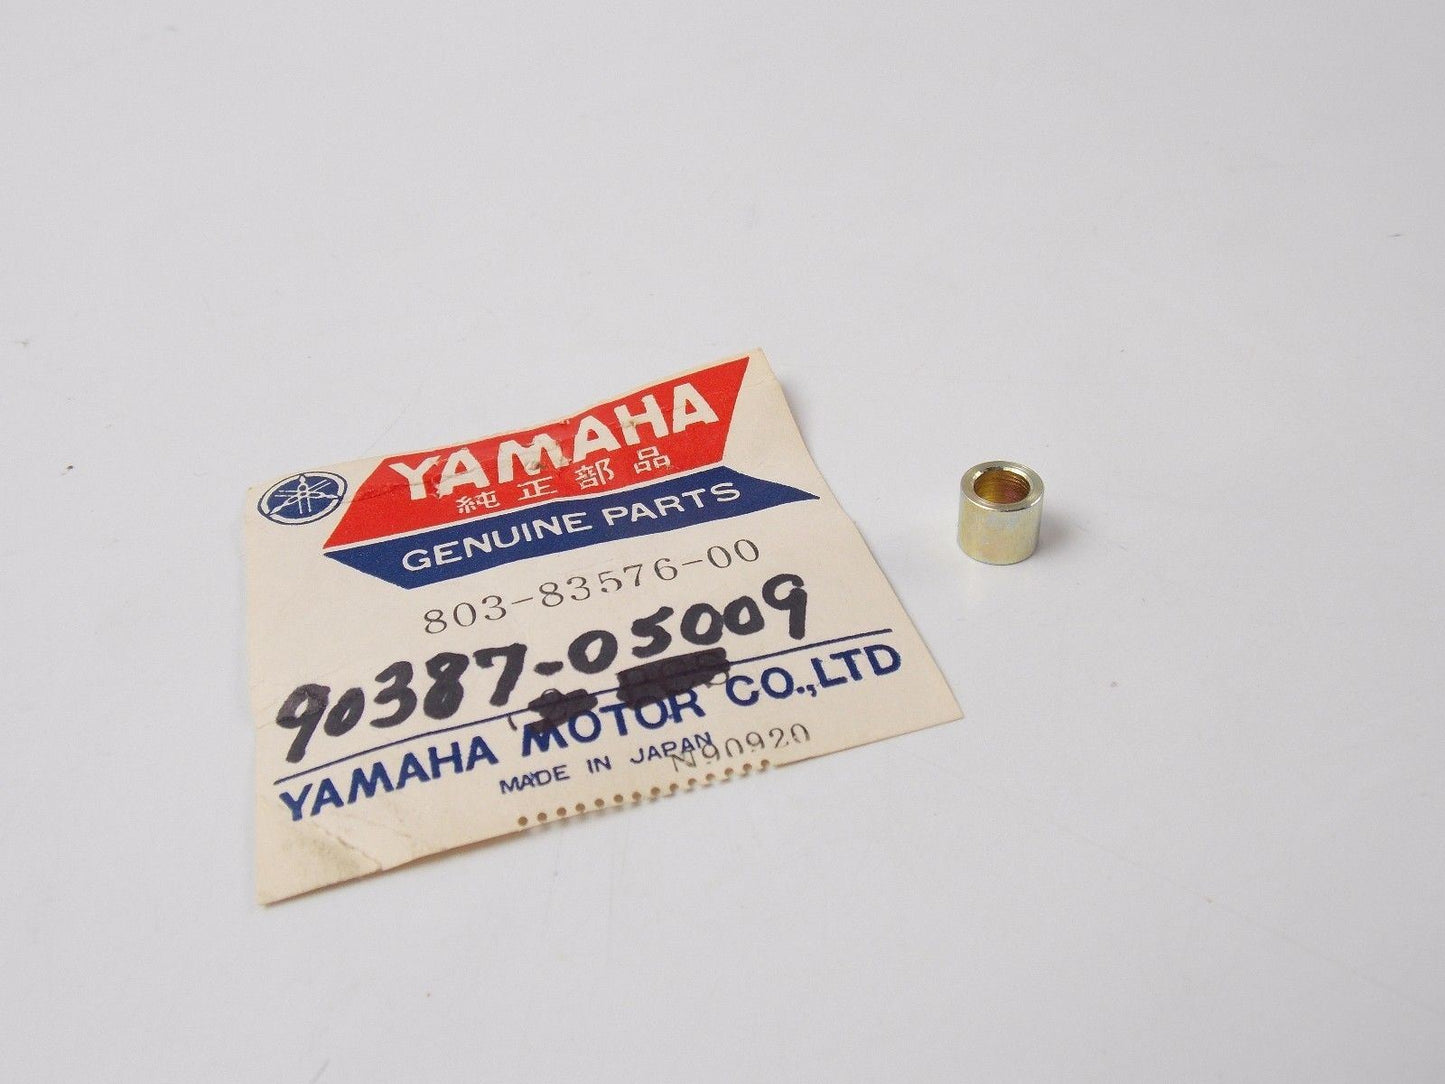 YAMAHA
純正部品
GENUINE PARTS
803-83576-00
90387-05009
YAMAHA MOTOR CO.,LTD
MADE IN JAPAN
N90920